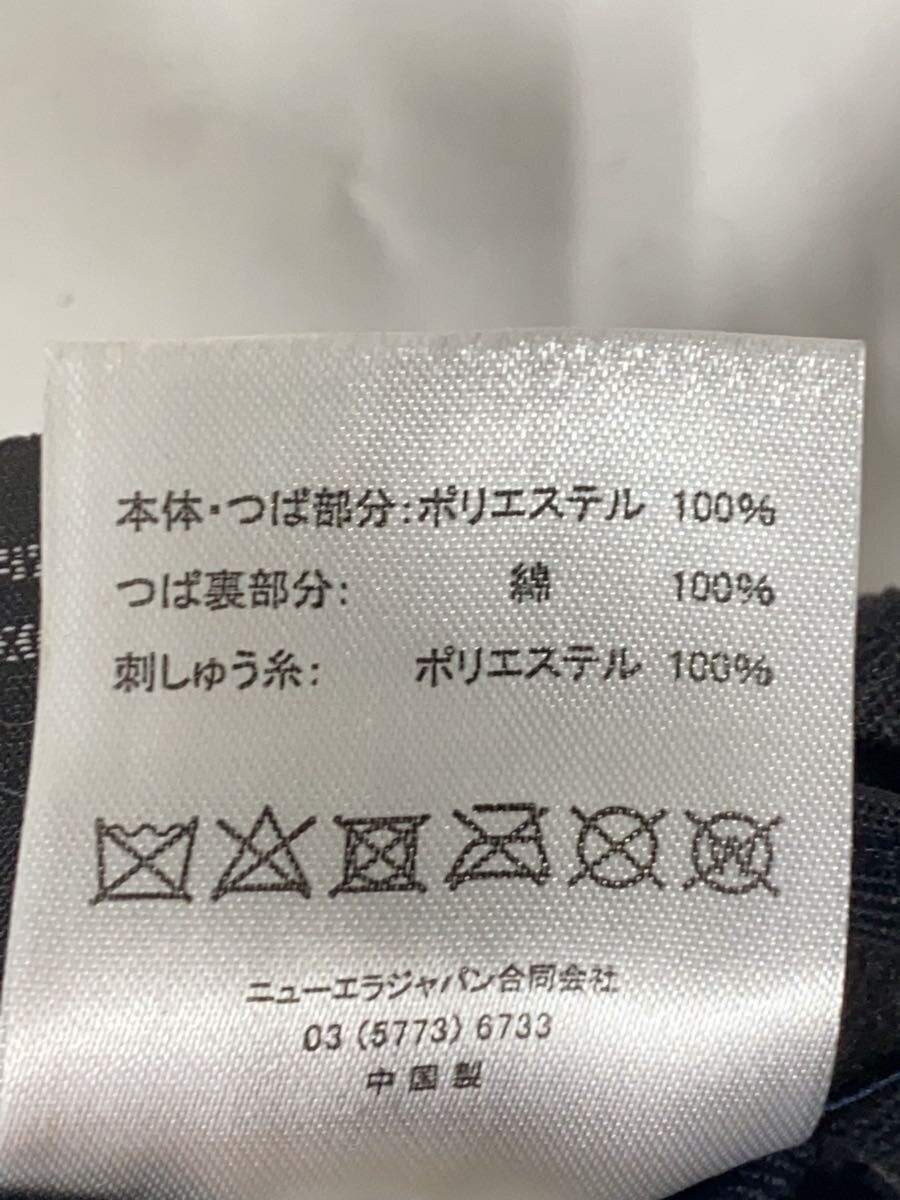 本体・つば部分:ポリエステル 100%
つば裏部分: 綿 100%
刺しゅう糸: ポリエステル 100%
ニューエラジャパン合同会社
03 (5773) 6733
中国製